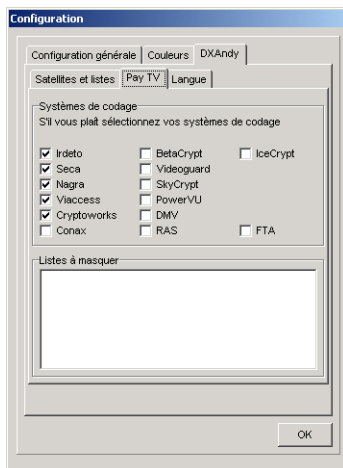 Configuration
Configuration générale Couleurs DXAndy
Satellites et listes Pay TV Langue
Systèmes de codage
S'il vous plaît sélectionnez vos systèmes de codage
Irdeto BetaCrypt IceCrypt
Seca Videoguard
Nagra SkyCrypt
Viaccess PowerVU
Cryptoworks DMV
Conax RAS FTA
Listes à masquer
OK